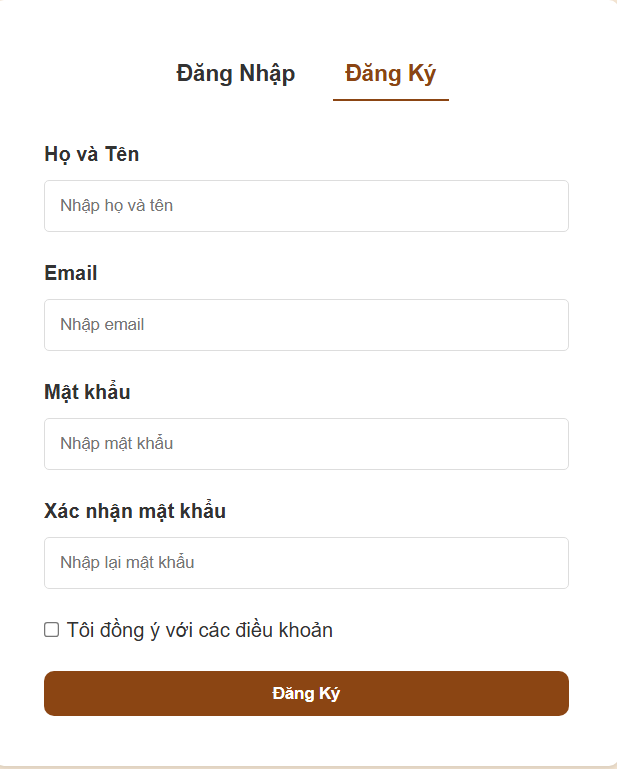 Đăng Nhập Đăng Ký
Họ và Tên
Nhập họ và tên
Email
Nhập email
Mật khẩu
Nhập mật khẩu
Xác nhận mật khẩu
Nhập lại mật khẩu
Tôi đồng ý với các điều khoản
Đăng Ký